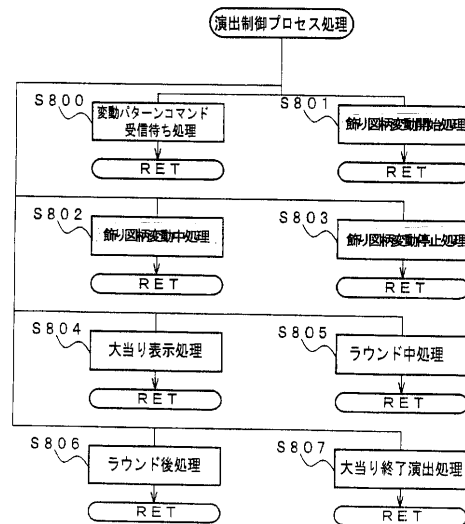 演出制御プロセス処理
S800
変動パターンコマンド
受信待ち処理
RET
S801
飾り図柄変動開始処理
RET
S802
飾り図柄変動中処理
RET
S803
飾り図柄変動停止処理
RET
S804
大当り表示処理
RET
S805
ラウンド中処理
RET
S806
ラウンド後処理
RET
S807
大当り終了演出処理
RET